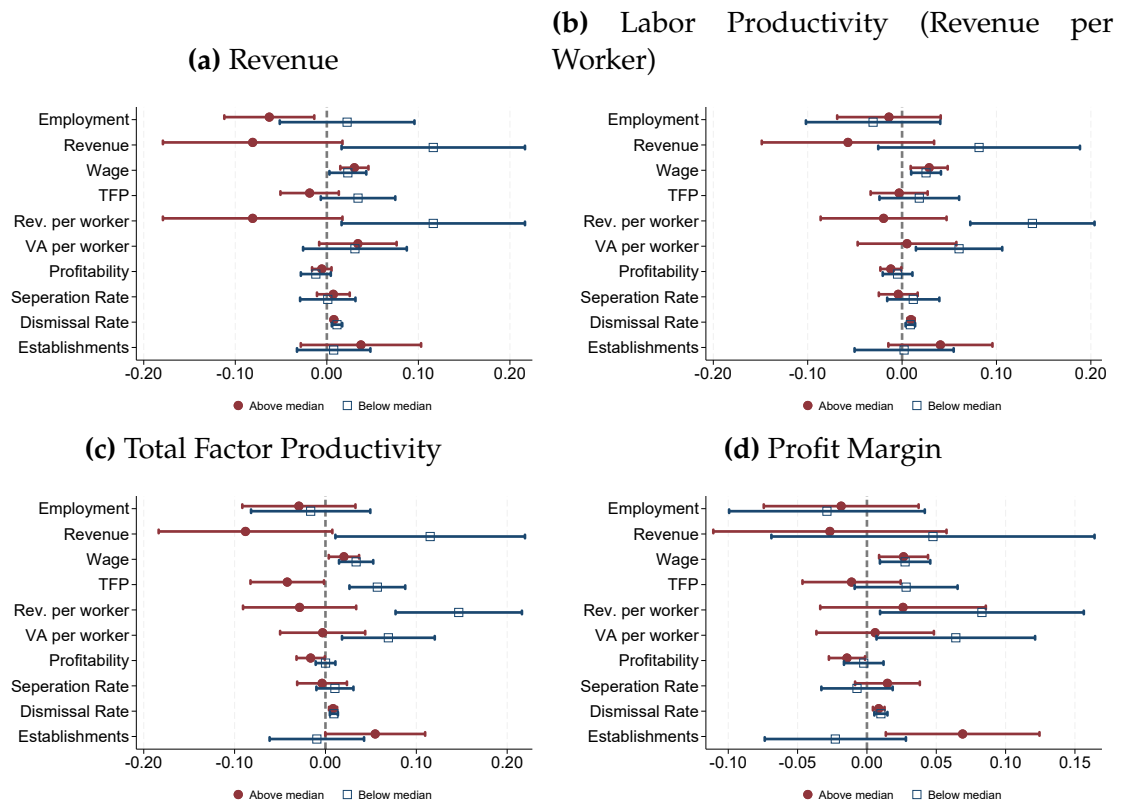 (a) Revenue
(b) Labor Productivity (Revenue per
Worker)
Employment
Revenue
Wage
TFP
Rev. per worker
VA per worker
Profitability
Seperation Rate
Dismissal Rate
Establishments
-0.20 -0.10 0.00 0.10 0.20
Above median Below median
Employment
Revenue
Wage
TFP
Rev. per worker
VA per worker
Profitability
Seperation Rate
Dismissal Rate
Establishments
-0.20 -0.10 0.00 0.10 0.20
Above median Below median
(c) Total Factor Productivity
Employment
Revenue
Wage
TFP
Rev. per worker
VA per worker
Profitability
Seperation Rate
Dismissal Rate
Establishments
-0.20 -0.10 0.00 0.10 0.20
Above median Below median
(d) Profit Margin
Employment
Revenue
Wage
TFP
Rev. per worker
VA per worker
Profitability
Seperation Rate
Dismissal Rate
Establishments
-0.10 -0.05 0.00 0.05 0.10 0.15
Above median Below median